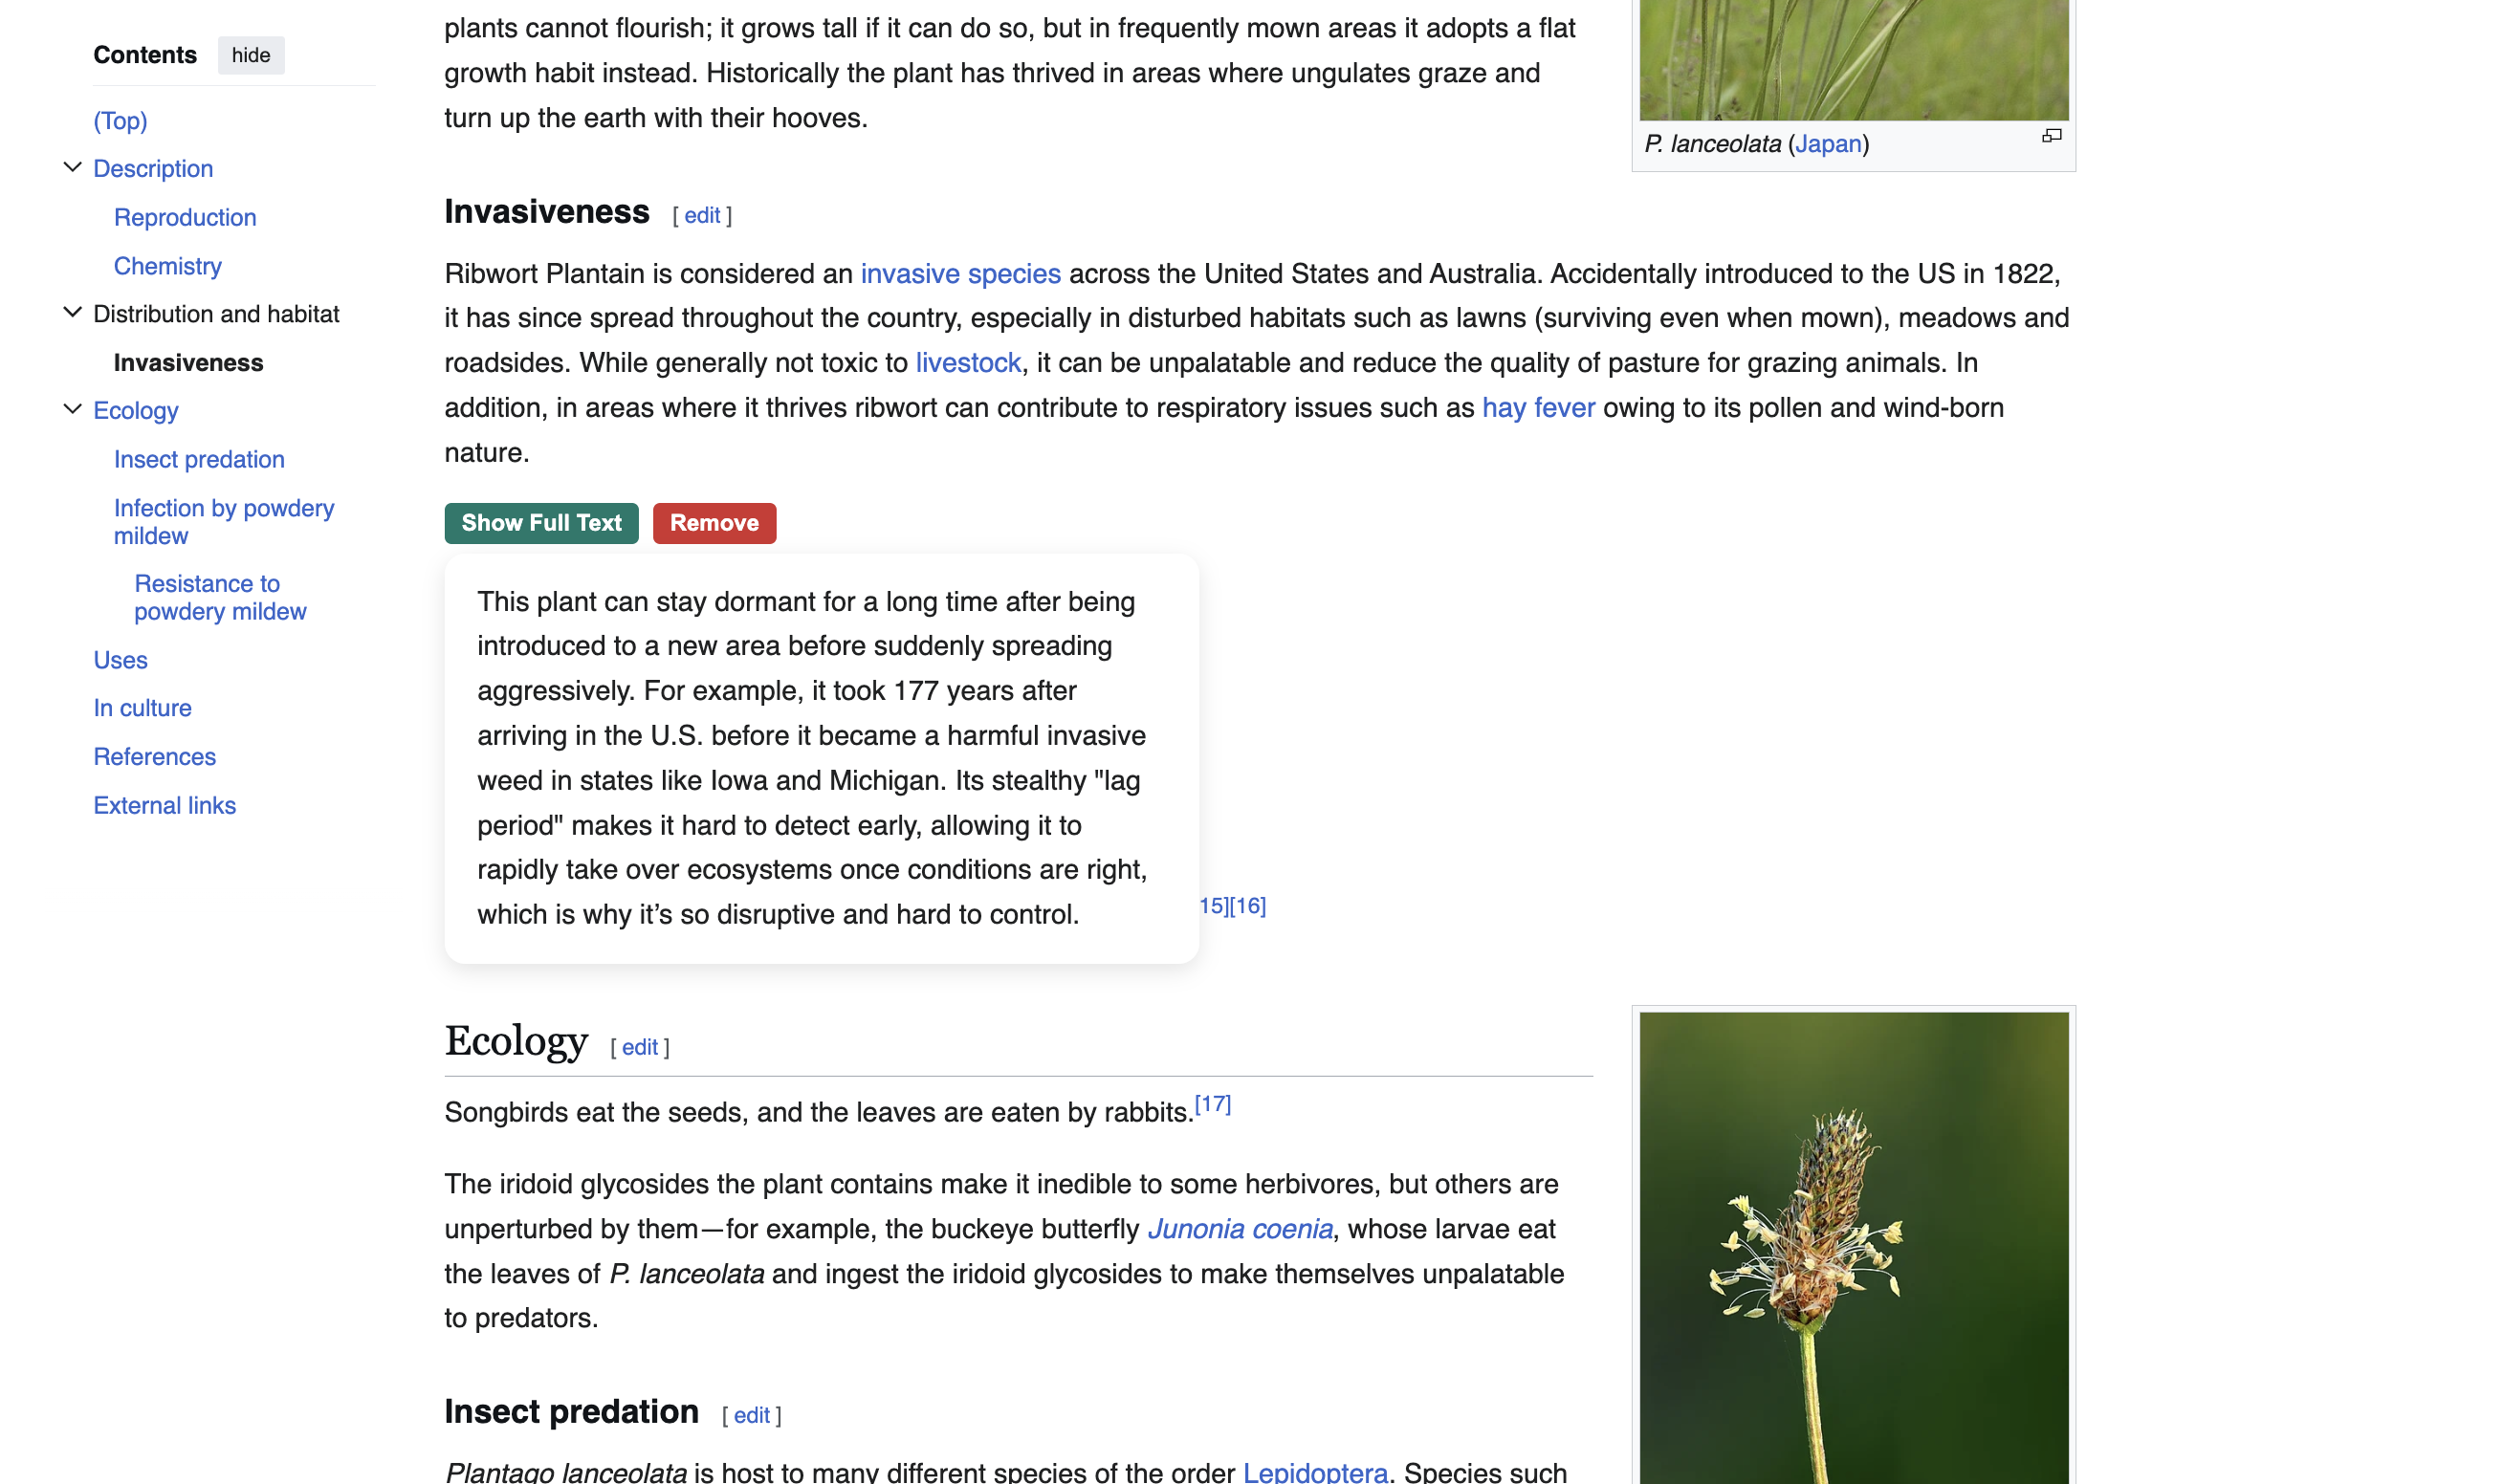 Contents hide
(Top)
Description
Reproduction
Chemistry
Distribution and habitat
Invasiveness
Ecology
Insect predation
Infection by powdery
mildew
Resistance to
powdery mildew
Uses
In culture
References
External links
plants cannot flourish; it grows tall if it can do so, but in frequently mown areas it adopts a flat
growth habit instead. Historically the plant has thrived in areas where ungulates graze and
turn up the earth with their hooves.
P. lanceolata (Japan)
Invasiveness [ edit ]
Ribwort Plantain is considered an invasive species across the United States and Australia. Accidentally introduced to the US in 1822,
it has since spread throughout the country, especially in disturbed habitats such as lawns (surviving even when mown), meadows and
roadsides. While generally not toxic to livestock, it can be unpalatable and reduce the quality of pasture for grazing animals. In
addition, in areas where it thrives ribwort can contribute to respiratory issues such as hay fever owing to its pollen and wind-born
nature.
Show Full Text Remove
This plant can stay dormant for a long time after being
introduced to a new area before suddenly spreading
aggressively. For example, it took 177 years after
arriving in the U.S. before it became a harmful invasive
weed in states like Iowa and Michigan. Its stealthy "lag
period" makes it hard to detect early, allowing it to
rapidly take over ecosystems once conditions are right,
which is why it’s so disruptive and hard to control.
15][16]
Ecology [ edit ]
Songbirds eat the seeds, and the leaves are eaten by rabbits.[17]
The iridoid glycosides the plant contains make it inedible to some herbivores, but others are
unperturbed by them—for example, the buckeye butterfly Junonia coenia, whose larvae eat
the leaves of P. lanceolata and ingest the iridoid glycosides to make themselves unpalatable
to predators.
Insect predation [ edit ]
Plantago lanceolata is host to many different species of the order Lepidoptera. Species such